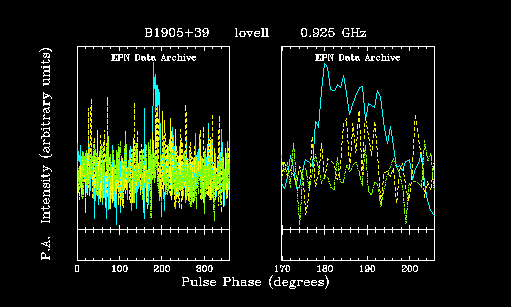 B1905+39 lovell 0.925 GHz
EPN Data Archive EPN Data Archive
P.A. Intensity (arbitrary units)
0 100 200 300 170 180 190 200
Pulse Phase (degrees)